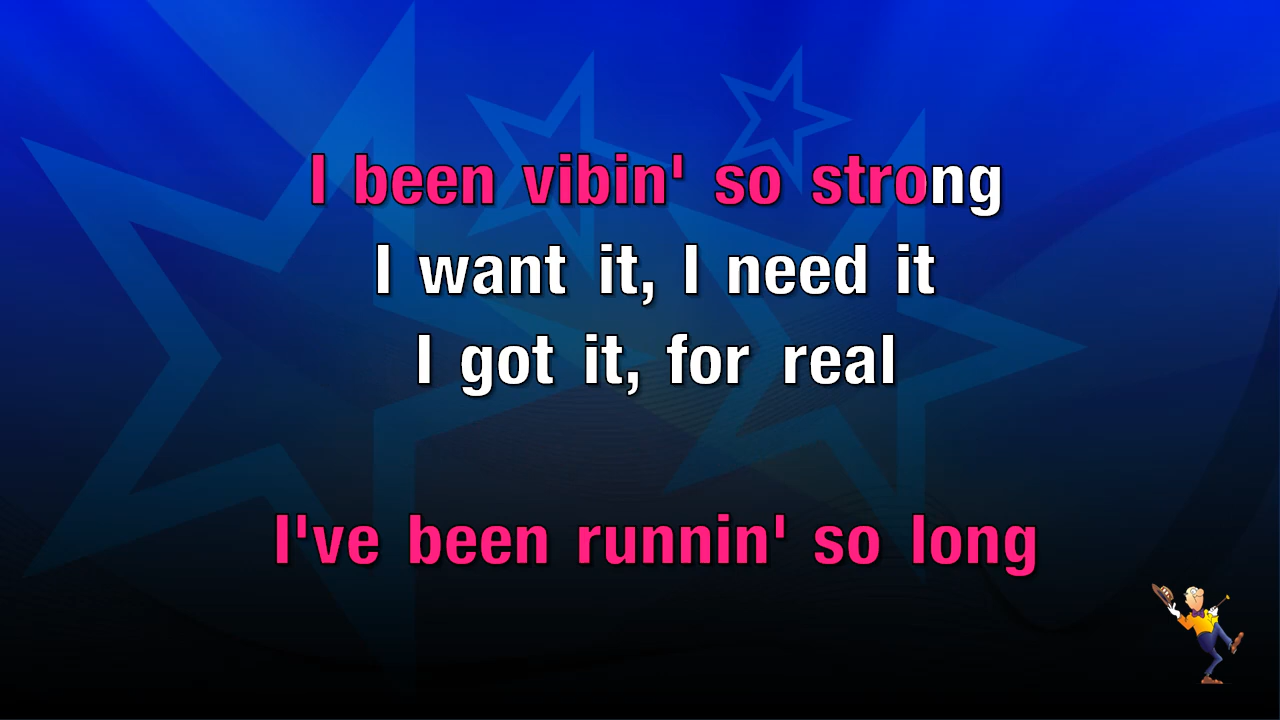 I been vibin' so strong
I want it, I need it
I got it, for real
I've been runnin' so long